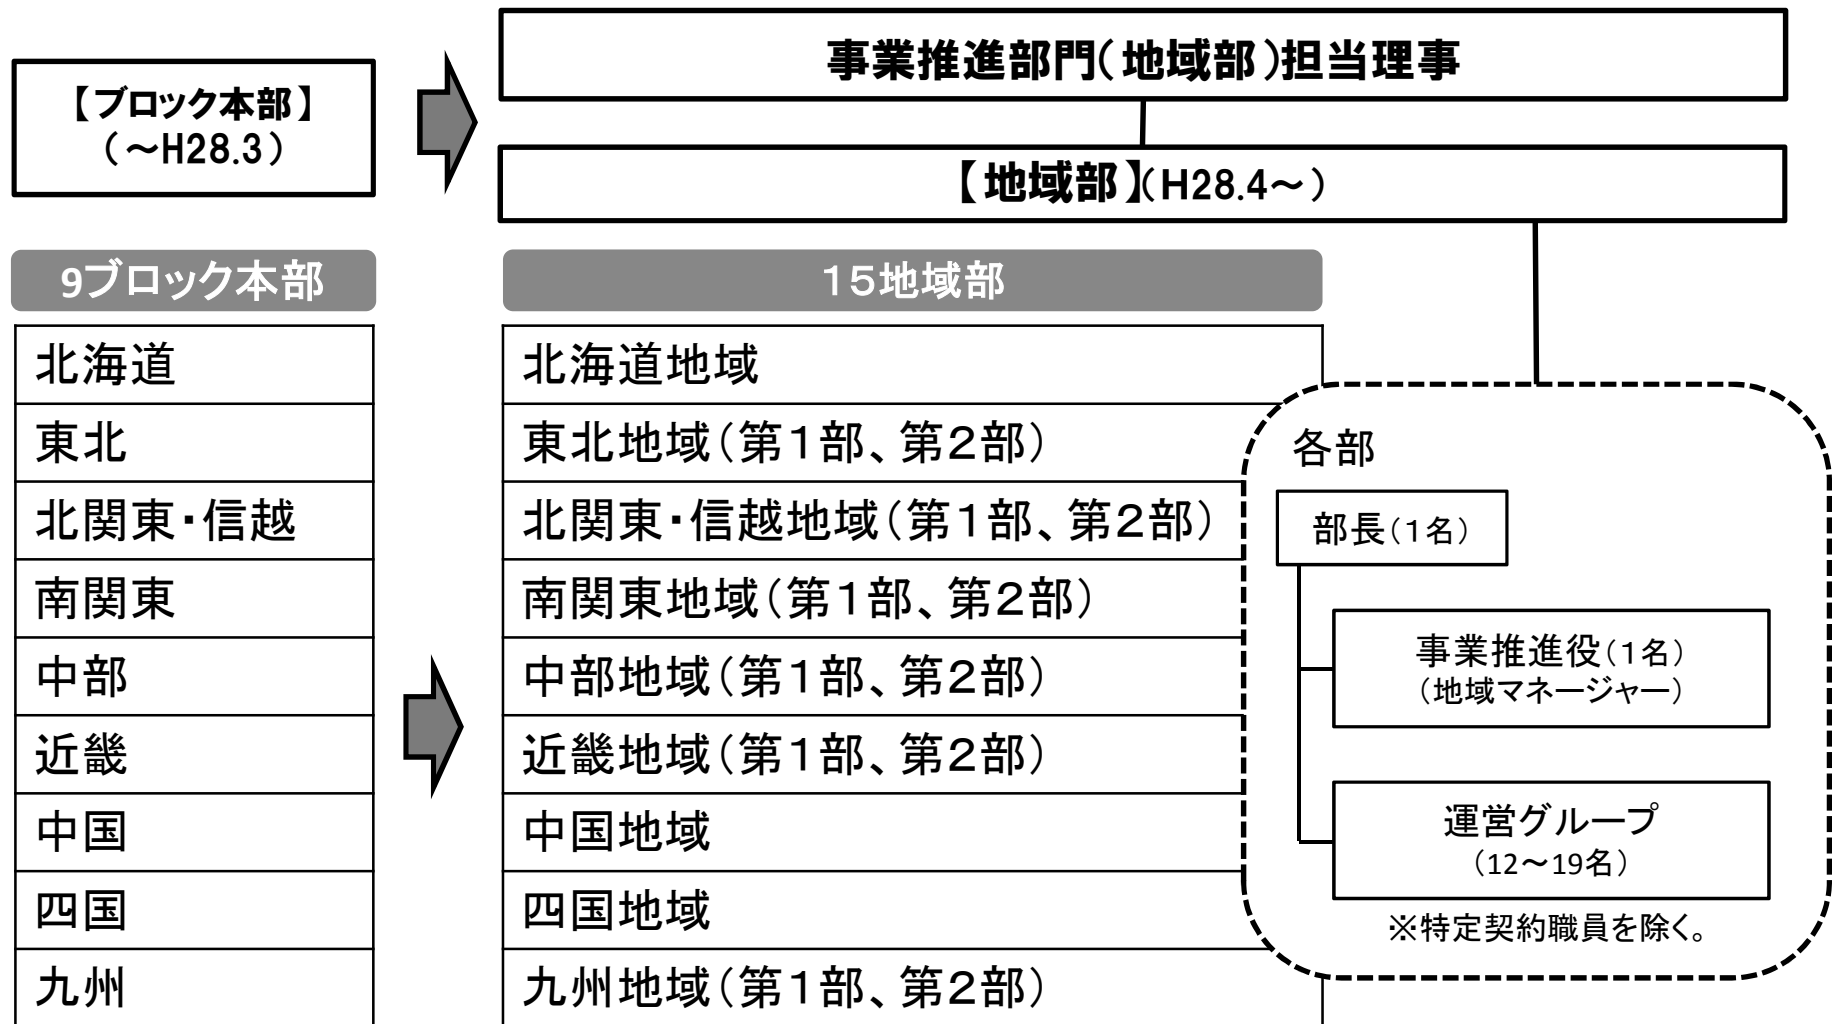 【ブロック本部】
（～H28.3）
事業推進部門（地域部）担当理事
【地域部】（H28.4～）
9ブロック本部
北海道
東北
北関東・信越
南関東
中部
近畿
中国
四国
九州
１５地域部
北海道地域
東北地域（第１部、第２部）
北関東・信越地域（第１部、第２部）
南関東地域（第１部、第２部）
中部地域（第１部、第２部）
近畿地域（第１部、第２部）
中国地域
四国地域
九州地域（第１部、第２部）
各部
部長（１名）
事業推進役（１名）
（地域マネージャー）
運営グループ
（12～19名）
※特定契約職員を除く。